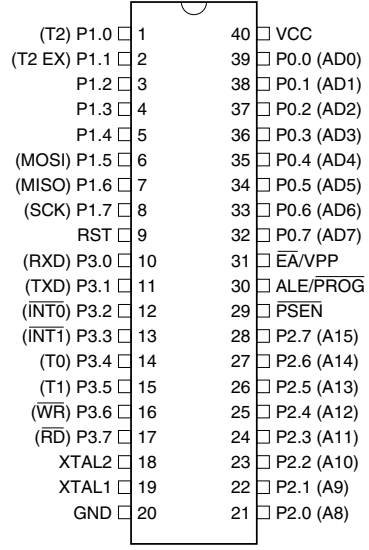 (T2) P1.0 1 40 VCC
(T2 EX) P1.1 2 39 P0.0 (AD0)
P1.2 3 38 P0.1 (AD1)
P1.3 4 37 P0.2 (AD2)
P1.4 5 36 P0.3 (AD3)
(MOSI) P1.5 6 35 P0.4 (AD4)
(MISO) P1.6 7 34 P0.5 (AD5)
(SCK) P1.7 8 33 P0.6 (AD6)
RST 9 32 P0.7 (AD7)
(RXD) P3.0 10 31 E̅A̅/VPP
(TXD) P3.1 11 30 ALE/P̅R̅O̅G̅
(I̅N̅T̅0̅) P3.2 12 29 P̅S̅E̅N̅
(I̅N̅T̅1̅) P3.3 13 28 P2.7 (A15)
(T0) P3.4 14 27 P2.6 (A14)
(T1) P3.5 15 26 P2.5 (A13)
(W̅R̅) P3.6 16 25 P2.4 (A12)
(R̅D̅) P3.7 17 24 P2.3 (A11)
XTAL2 18 23 P2.2 (A10)
XTAL1 19 22 P2.1 (A9)
GND 20 21 P2.0 (A8)